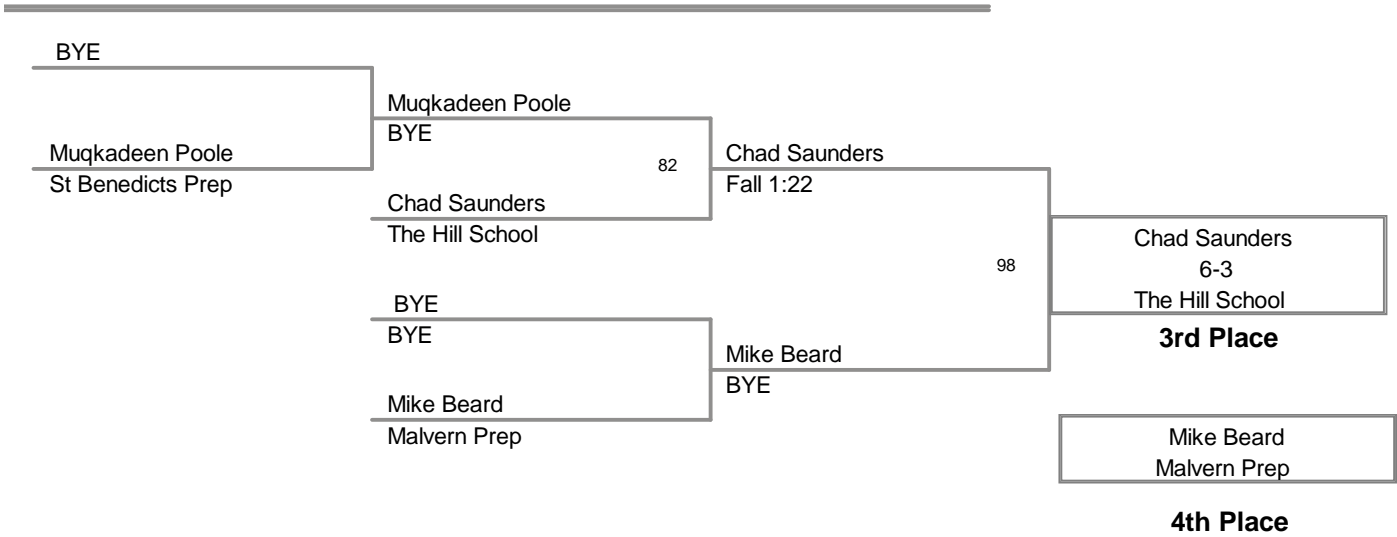 BYE
Muqkadeen Poole
St Benedicts Prep
Muqkadeen Poole
BYE
82
Chad Saunders
The Hill School
BYE
BYE
Mike Beard
Malvern Prep
Chad Saunders
Fall 1:22
98
Mike Beard
BYE
Chad Saunders
6-3
The Hill School
3rd Place
Mike Beard
Malvern Prep
4th Place